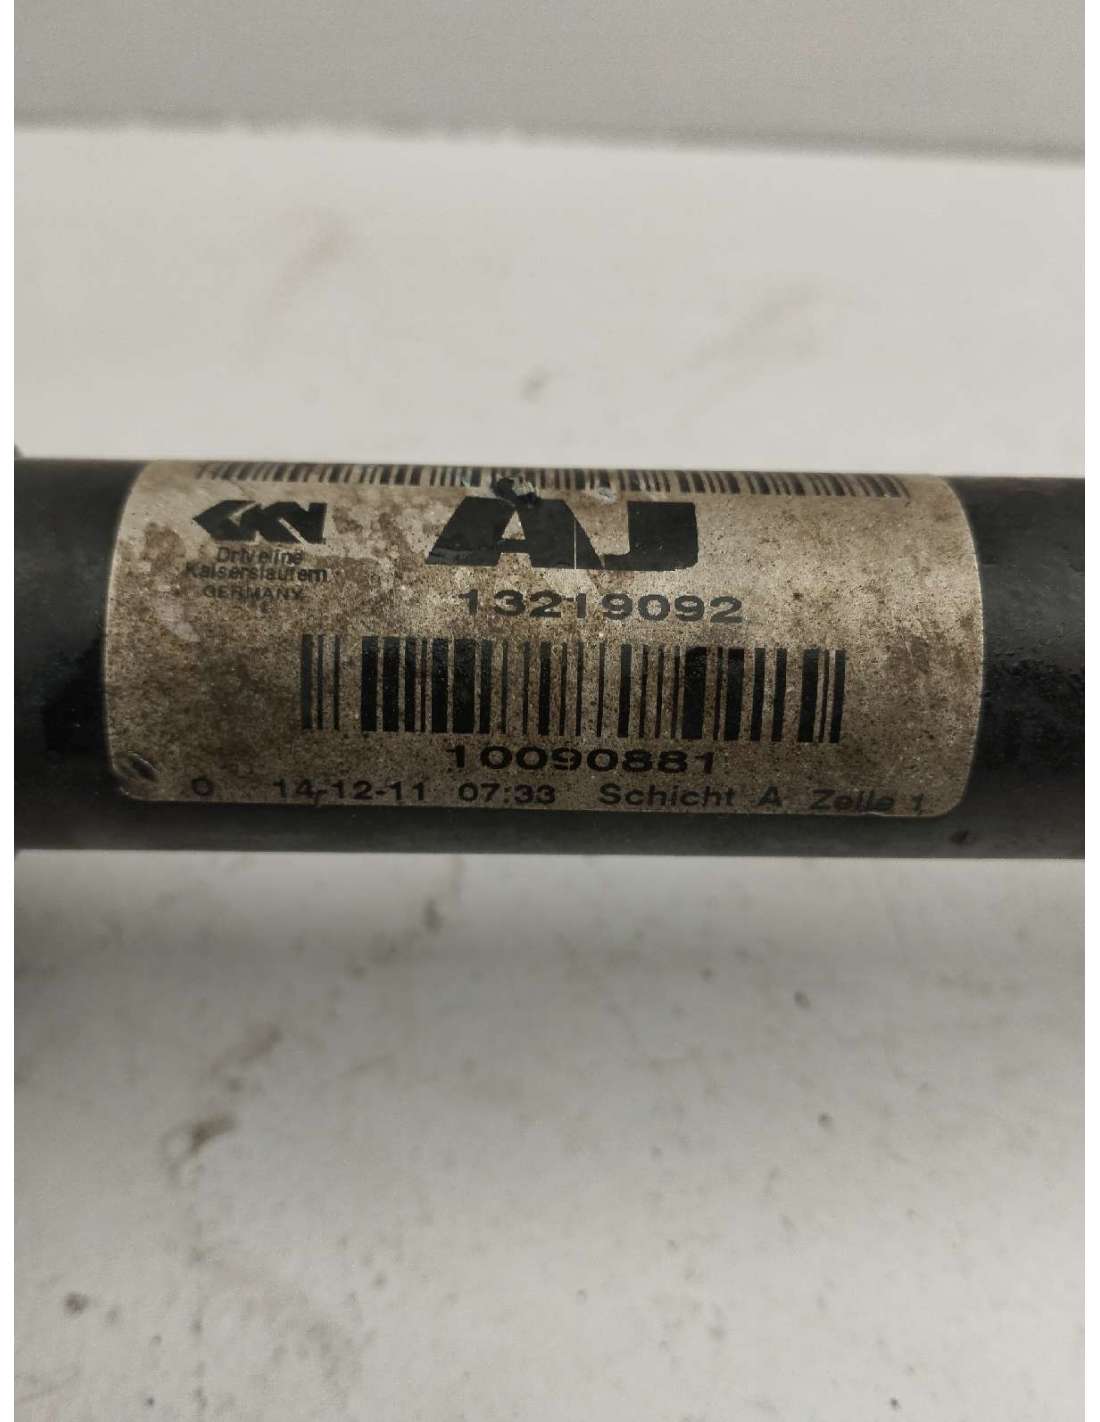 GKN
Driveline
Kaiserslautern
GERMANY
AJ
13219092
10090881
0 14-12-11 07:33 Schicht A Zelle 1